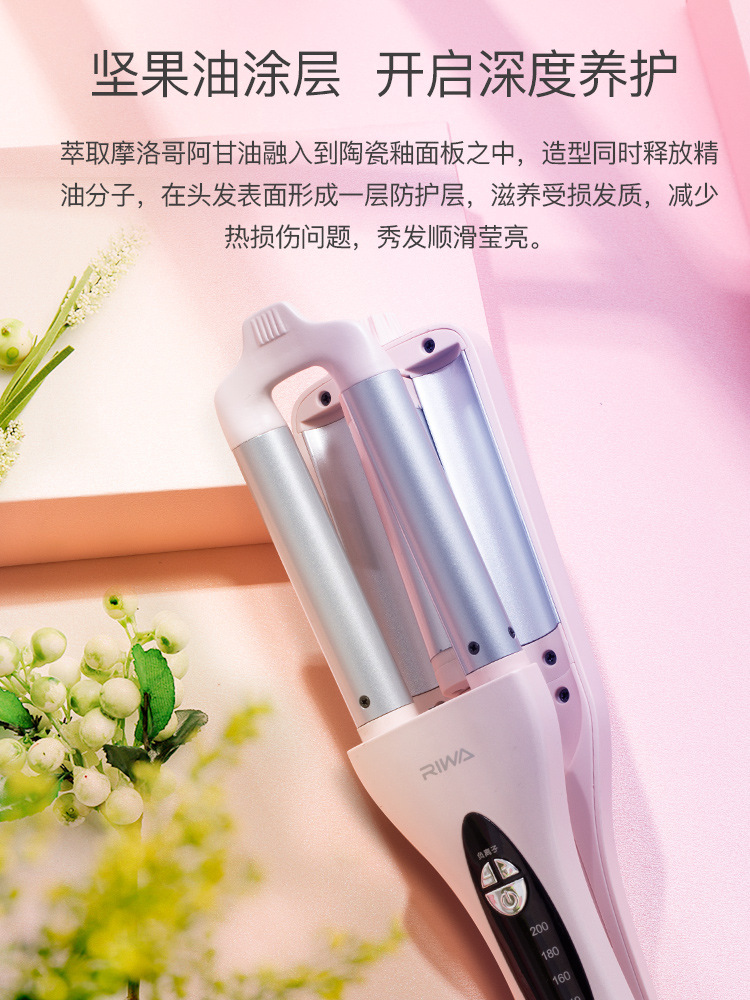 坚果油涂层 开启深度养护
萃取摩洛哥阿甘油融入到陶瓷釉面板之中，造型同时释放精
油分子，在头发表面形成一层防护层，滋养受损发质，减少
热损伤问题，秀发顺滑莹亮。
RIWA
负离子
200
180
160